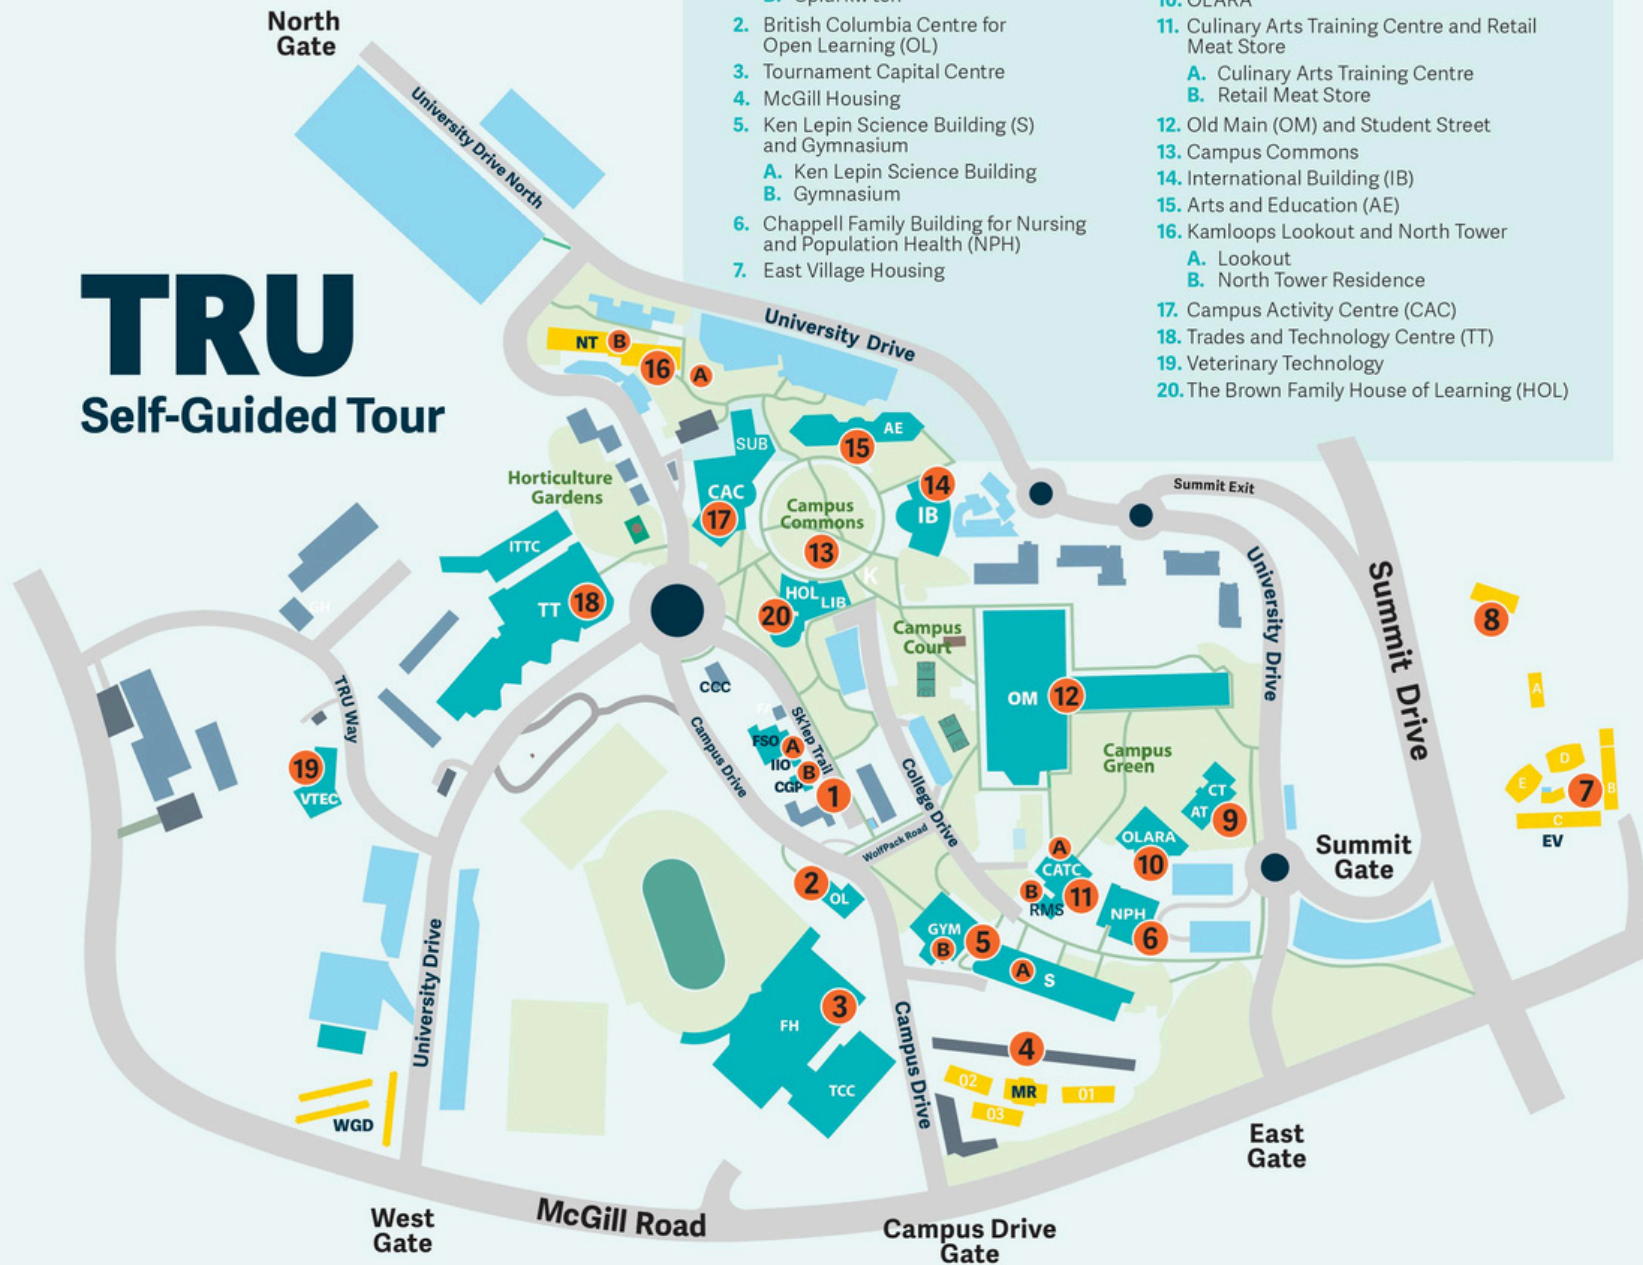 North
Gate
University Drive North
TRU
Self-Guided Tour
2. British Columbia Centre for
Open Learning (OL)
3. Tournament Capital Centre
4. McGill Housing
5. Ken Lepin Science Building (S)
and Gymnasium
A. Ken Lepin Science Building
B. Gymnasium
6. Chappell Family Building for Nursing
and Population Health (NPH)
7. East Village Housing
10. OLARA
11. Culinary Arts Training Centre and Retail
Meat Store
A. Culinary Arts Training Centre
B. Retail Meat Store
12. Old Main (OM) and Student Street
13. Campus Commons
14. International Building (IB)
15. Arts and Education (AE)
16. Kamloops Lookout and North Tower
A. Lookout
B. North Tower Residence
17. Campus Activity Centre (CAC)
18. Trades and Technology Centre (TT)
19. Veterinary Technology
20. The Brown Family House of Learning (HOL)
University Drive
NT B
16
A
SUB
AE
15
Horticulture
Gardens
CAC
17
Campus
Commons
13
14
IB
Summit Exit
K
ITTC
TT 18
GH
HOL
LIB
20
Campus
Court
University Drive
Summit Drive
8
A
OM 12
CCC
FA
Sk'lep Trail
FSO A
IIO B
CGP
1
Campus Drive
College Drive
WolfPack Road
TRU Way
19
VTEC
Campus
Green
CT
AT 9
OLARA
10
D
E
7
B
C
EV
Summit
Gate
A
CATC
B
11
RMS
NPH
6
2
OL
GYM
B
5
A
S
3
FH
TCC
University Drive
Campus Drive
4
02
MR
01
03
WGD
East
Gate
West
Gate
McGill Road
Campus Drive
Gate